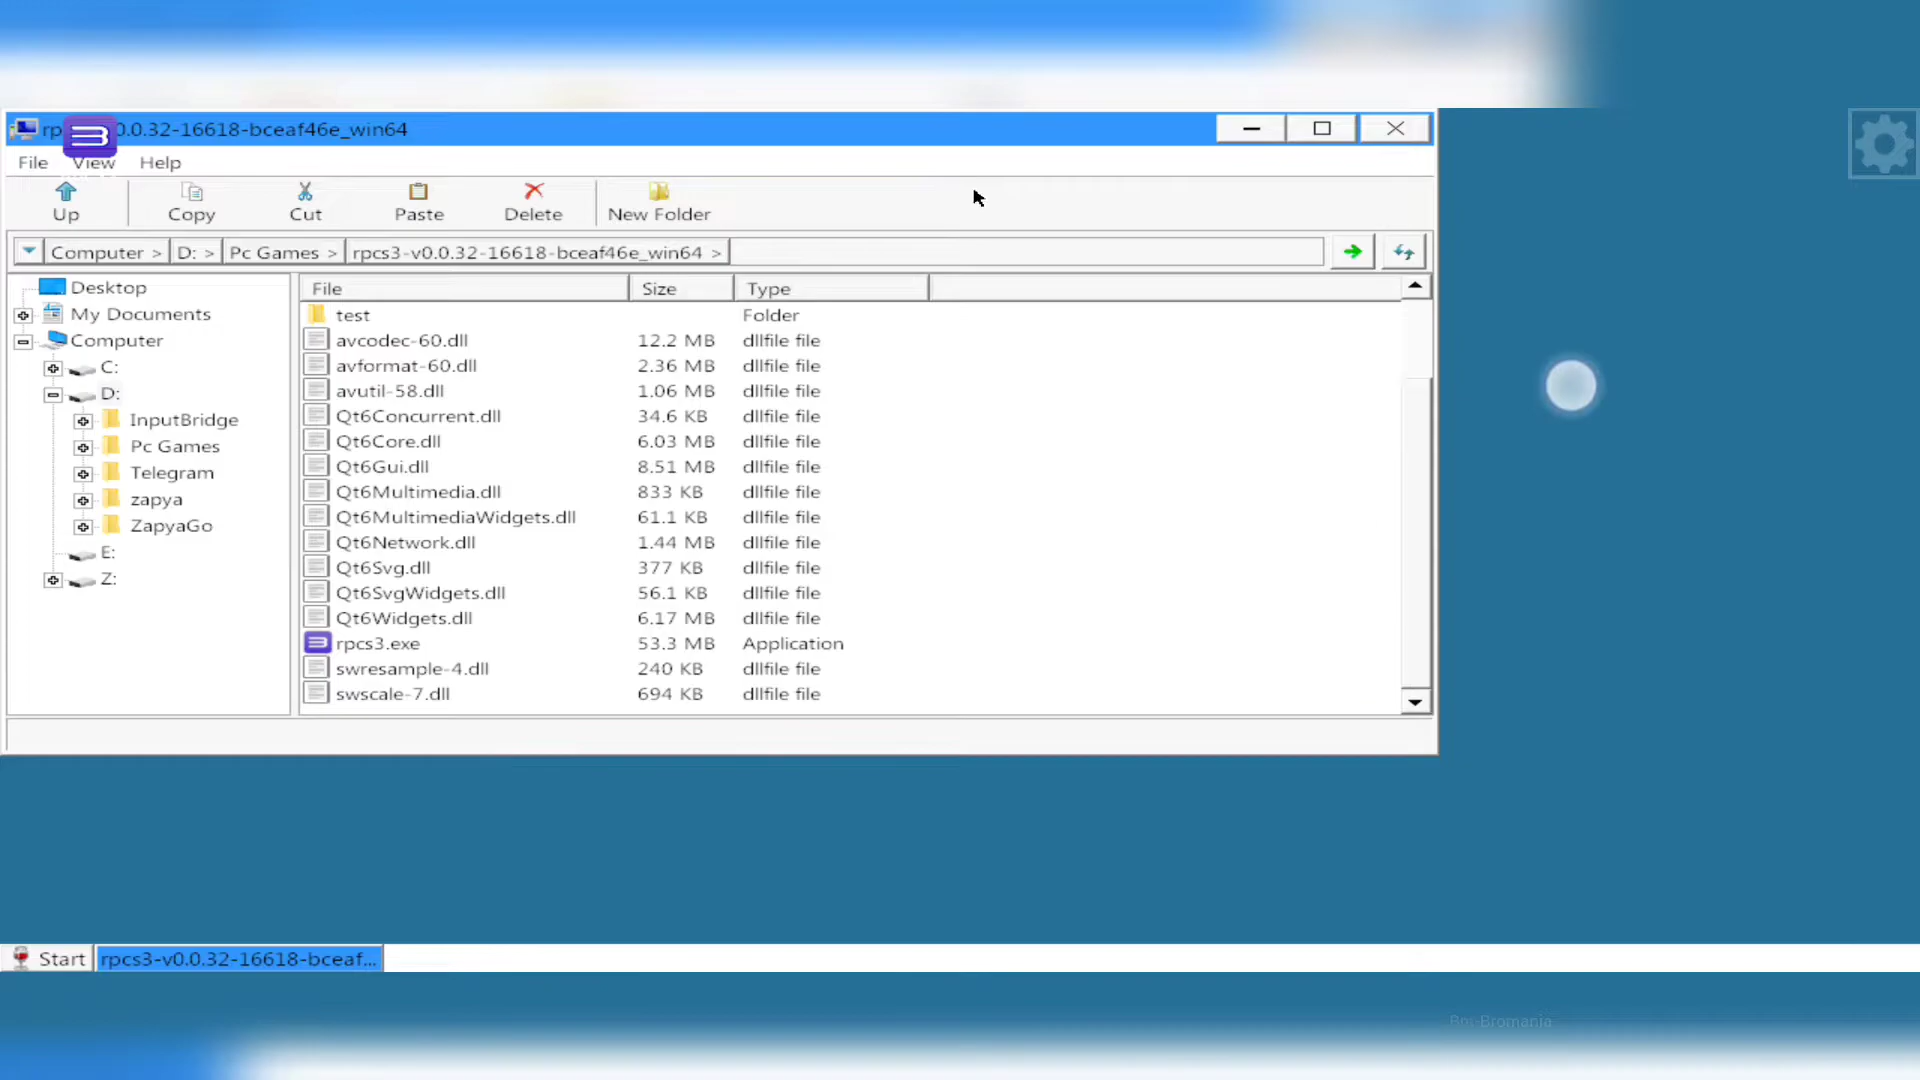 rp 0.0.32-16618-bceaf46e_win64
File View Help
Up Copy Cut Paste Delete New Folder
Computer > D: > Pc Games > rpcs3-v0.0.32-16618-bceaf46e_win64 >
Desktop
My Documents
Computer
C:
D:
InputBridge
Pc Games
Telegram
zapya
ZapyaGo
E:
Z:
File Size Type
test Folder
avcodec-60.dll 12.2 MB dllfile file
avformat-60.dll 2.36 MB dllfile file
avutil-58.dll 1.06 MB dllfile file
Qt6Concurrent.dll 34.6 KB dllfile file
Qt6Core.dll 6.03 MB dllfile file
Qt6Gui.dll 8.51 MB dllfile file
Qt6Multimedia.dll 833 KB dllfile file
Qt6MultimediaWidgets.dll 61.1 KB dllfile file
Qt6Network.dll 1.44 MB dllfile file
Qt6Svg.dll 377 KB dllfile file
Qt6SvgWidgets.dll 56.1 KB dllfile file
Qt6Widgets.dll 6.17 MB dllfile file
rpcs3.exe 53.3 MB Application
swresample-4.dll 240 KB dllfile file
swscale-7.dll 694 KB dllfile file
Start rpcs3-v0.0.32-16618-bceaf...